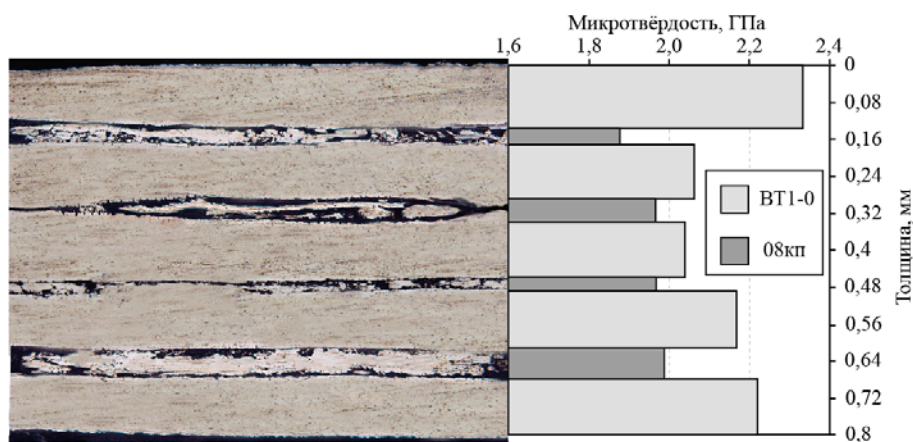 Микротвёрдость, ГПа
1,6 1,8 2,0 2,2 2,4
0
0,08
0,16
0,24
0,32
0,4
0,48
0,56
0,64
0,72
0,8
Толщина, мм
ВТ1-0
08кп